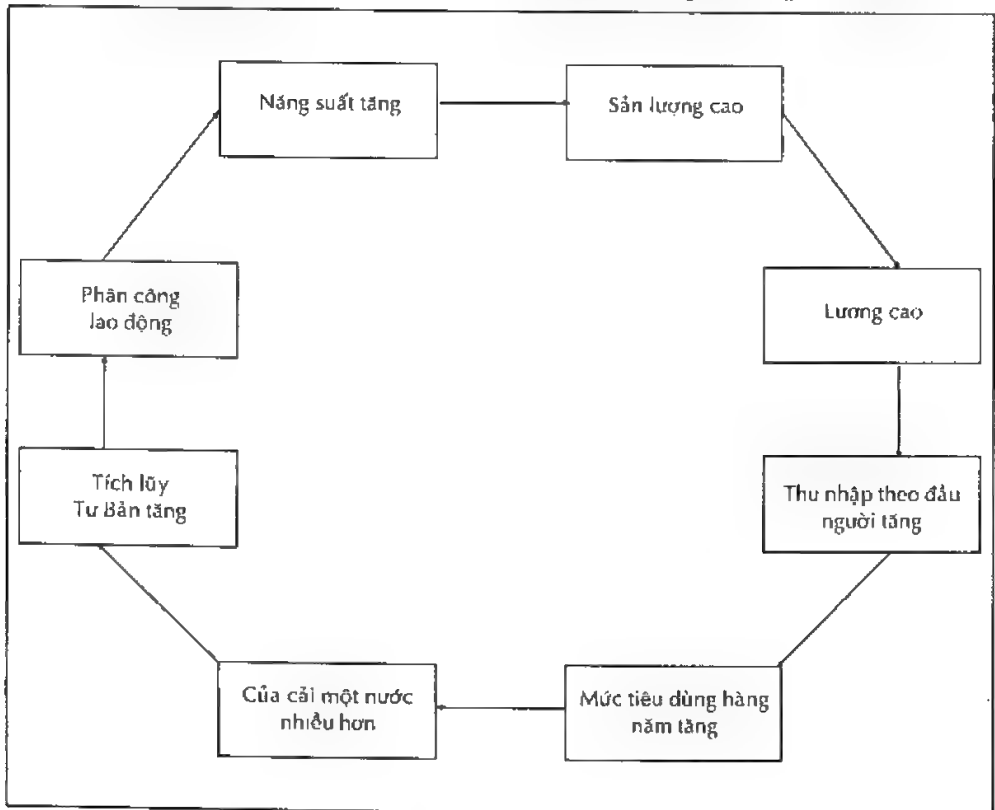 Năng suất tăng
Sản lượng cao
Phân công
lao động
Lương cao
Tích lũy
Tư Bản tăng
Thu nhập theo đầu
người tăng
Của cải một nước
nhiều hơn
Mức tiêu dùng hàng
năm tăng